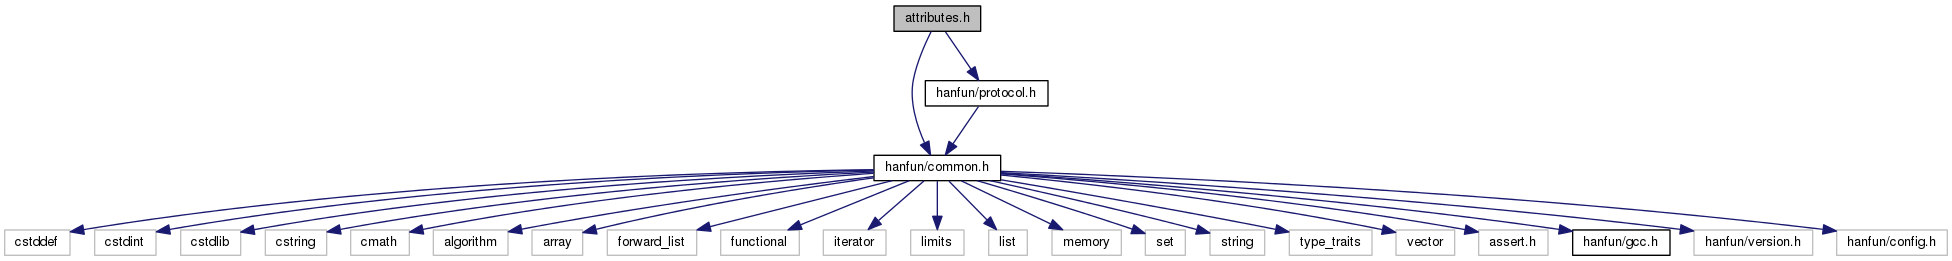 attributes.h
hanfun/protocol.h
hanfun/common.h
cstddef
cstdint
cstdlib
cstring
cmath
algorithm
array
forward_list
functional
iterator
limits
list
memory
set
string
type_traits
vector
assert.h
hanfun/gcc.h
hanfun/version.h
hanfun/config.h